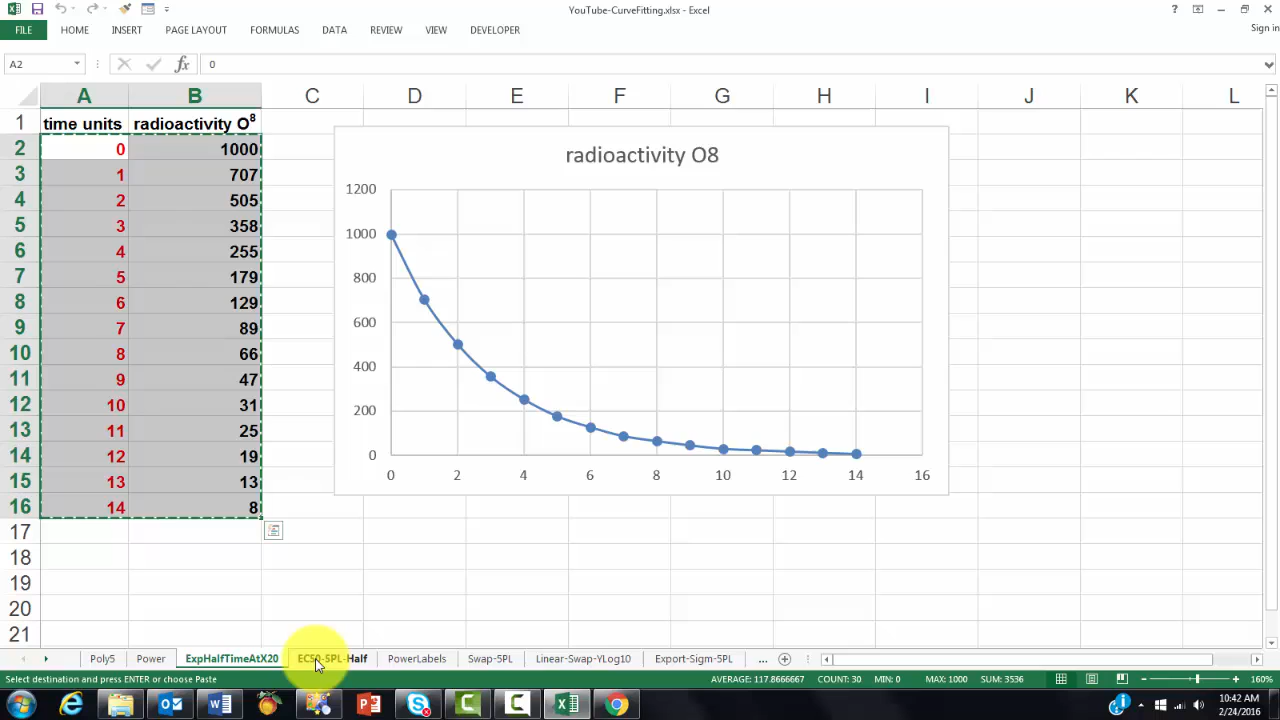 YouTube-CurveFitting.xlsx - Excel
FILE HOME INSERT PAGE LAYOUT FORMULAS DATA REVIEW VIEW DEVELOPER Sign in
A2 fx 0
A B C D E F G H I J K L
1 time units radioactivity O8
2 0 1000
3 1 707
4 2 505
5 3 358
6 4 255
7 5 179
8 6 129
9 7 89
10 8 66
11 9 47
12 10 31
13 11 25
14 12 19
15 13 13
16 14 8
17
18
19
20
21
radioactivity O8
1200
1000
800
600
400
200
0
0 2 4 6 8 10 12 14 16
Poly5 Power ExpHalfTimeAtX20 EC50-5PL-Half PowerLabels Swap-5PL Linear-Swap-YLog10 Export-Sigm-5PL ...
Select destination and press ENTER or choose Paste AVERAGE: 117.8666667 COUNT: 30 MIN: 0 MAX: 1000 SUM: 3536 160%
10:42 AM
2/24/2016